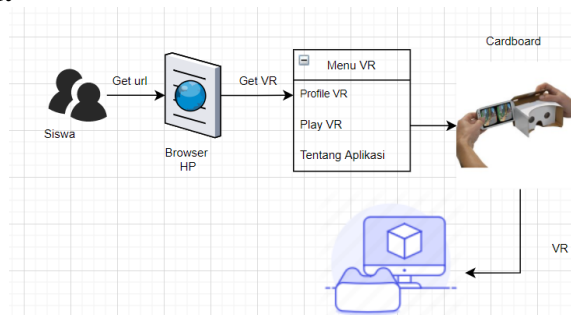 Cardboard
Menu VR
Get url
Get VR
Profile VR
Play VR
Siswa
Browser
HP
Tentang Aplikasi
VR